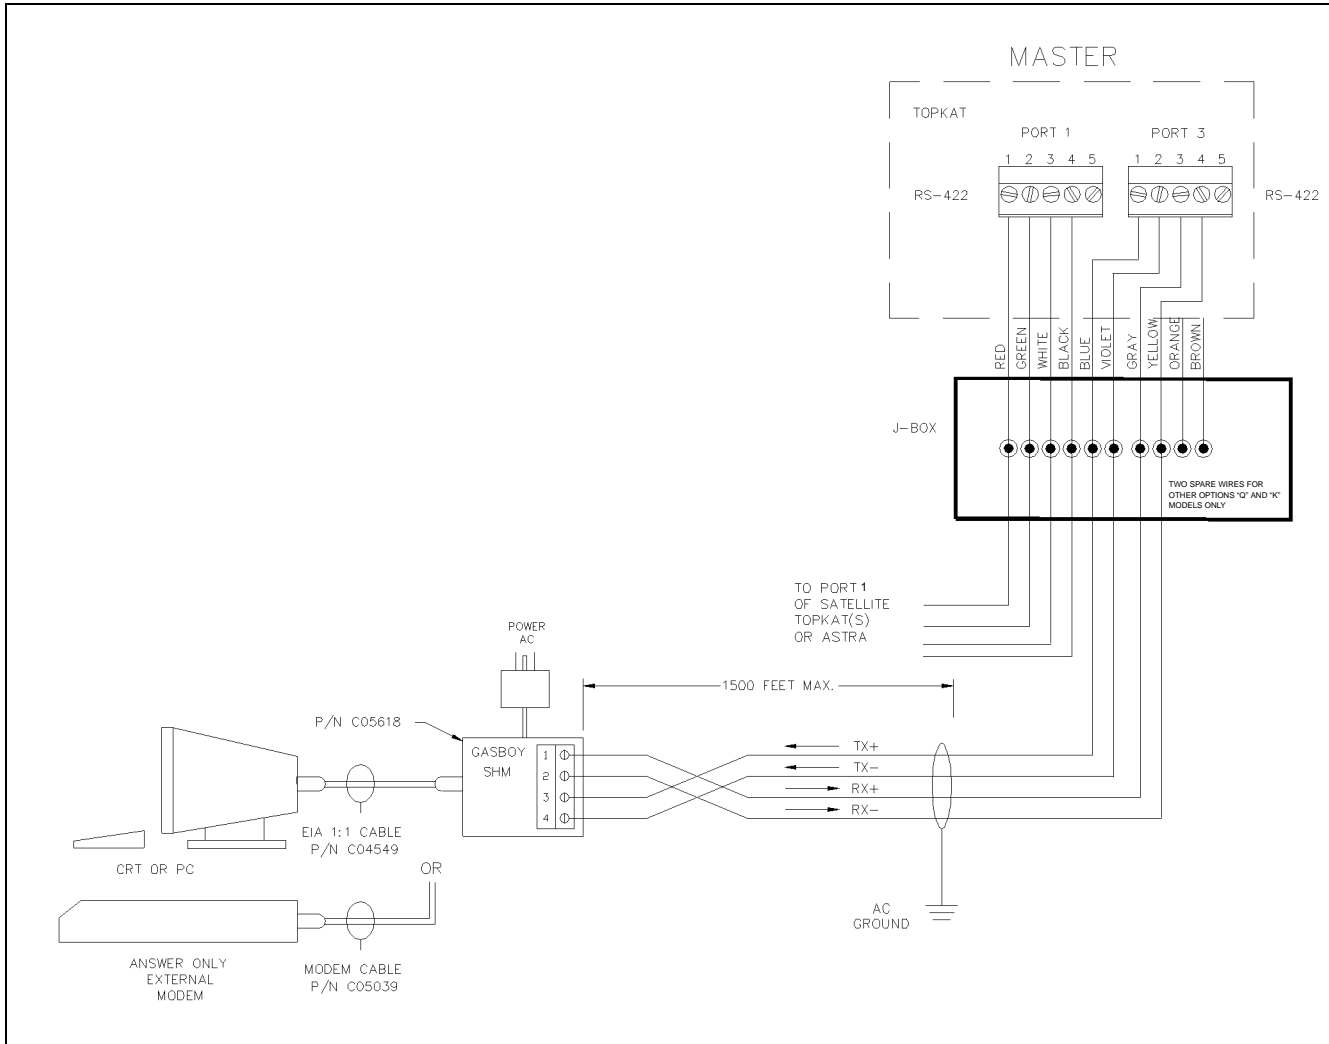 MASTER
TOPKAT
PORT 1
PORT 3
1 2 3 4 5
1 2 3 4 5
RS-422
RS-422
RED
GREEN
WHITE
BLACK
BLUE
VIOLET
GRAY
YELLOW
ORANGE
BROWN
J-BOX
TWO SPARE WIRES FOR
OTHER OPTIONS "Q" AND "K"
MODELS ONLY
TO PORT 1
OF SATELLITE
TOPKAT(S)
OR ASTRA
POWER
AC
1500 FEET MAX.
P/N C05618
GASBOY
SHM
1
2
3
4
TX+
TX-
RX+
RX-
EIA 1:1 CABLE
P/N C04549
CRT OR PC
OR
AC
GROUND
ANSWER ONLY
EXTERNAL
MODEM
MODEM CABLE
P/N C05039